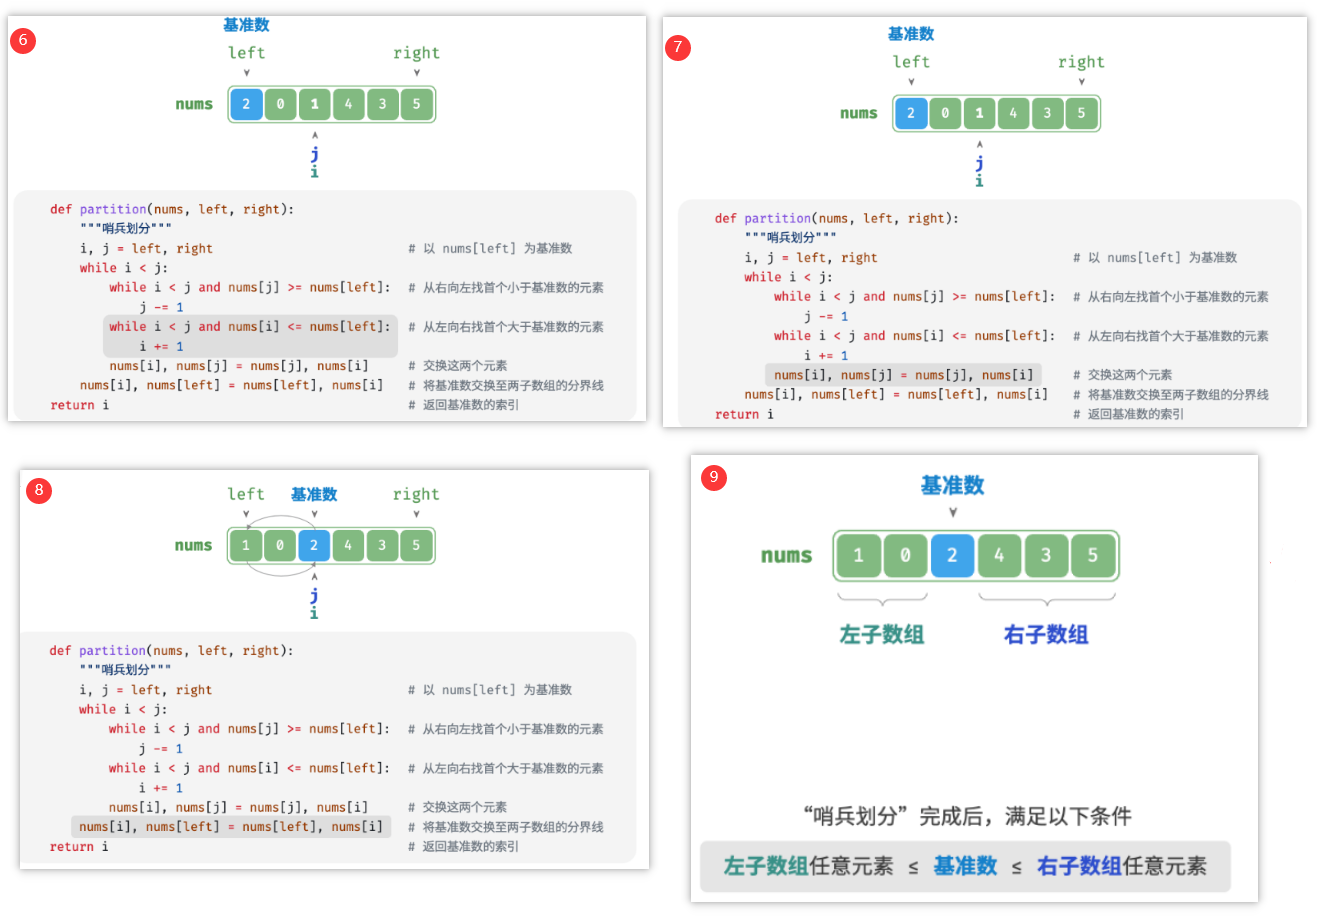 6
基准数
left right
nums 2 0 1 4 3 5
j
i
def partition(nums, left, right):
"""哨兵划分"""
i, j = left, right # 以 nums[left] 为基准数
while i < j:
while i < j and nums[j] >= nums[left]: # 从右向左找首个小于基准数的元素
j -= 1
while i < j and nums[i] <= nums[left]: # 从左向右找首个大于基准数的元素
i += 1
nums[i], nums[j] = nums[j], nums[i] # 交换这两个元素
nums[i], nums[left] = nums[left], nums[i] # 将基准数交换至两子数组的分界线
return i # 返回基准数的索引
7
基准数
left right
nums 2 0 1 4 3 5
j
i
def partition(nums, left, right):
"""哨兵划分"""
i, j = left, right # 以 nums[left] 为基准数
while i < j:
while i < j and nums[j] >= nums[left]: # 从右向左找首个小于基准数的元素
j -= 1
while i < j and nums[i] <= nums[left]: # 从左向右找首个大于基准数的元素
i += 1
nums[i], nums[j] = nums[j], nums[i] # 交换这两个元素
nums[i], nums[left] = nums[left], nums[i] # 将基准数交换至两子数组的分界线
return i # 返回基准数的索引
8
left 基准数 right
nums 1 0 2 4 3 5
j
i
def partition(nums, left, right):
"""哨兵划分"""
i, j = left, right # 以 nums[left] 为基准数
while i < j:
while i < j and nums[j] >= nums[left]: # 从右向左找首个小于基准数的元素
j -= 1
while i < j and nums[i] <= nums[left]: # 从左向右找首个大于基准数的元素
i += 1
nums[i], nums[j] = nums[j], nums[i] # 交换这两个元素
nums[i], nums[left] = nums[left], nums[i] # 将基准数交换至两子数组的分界线
return i # 返回基准数的索引
9
基准数
nums 1 0 2 4 3 5
左子数组 右子数组
“哨兵划分”完成后，满足以下条件
左子数组任意元素 ≤ 基准数 ≤ 右子数组任意元素